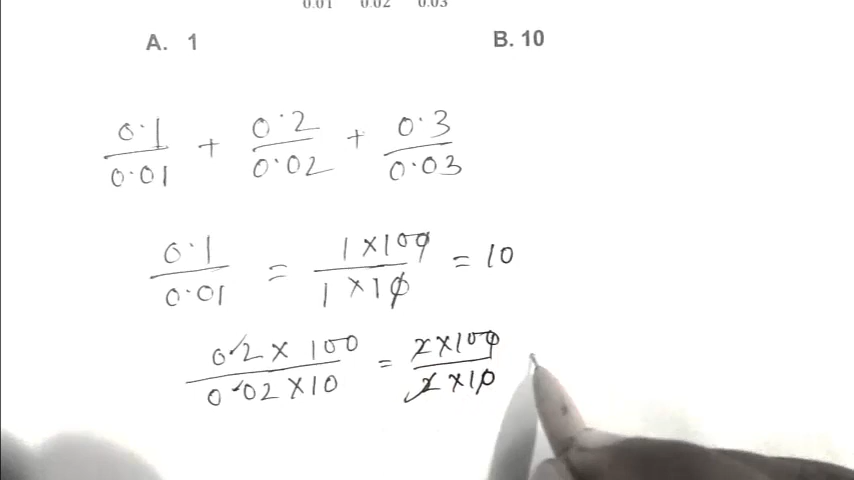 0.01 0.02 0.03
A. 1 B. 10
0.1/0.01 + 0.2/0.02 + 0.3/0.03
0.1/0.01 = 1×100/1×10 = 10
0.2×100/0.02×10 = 2×100/2×10